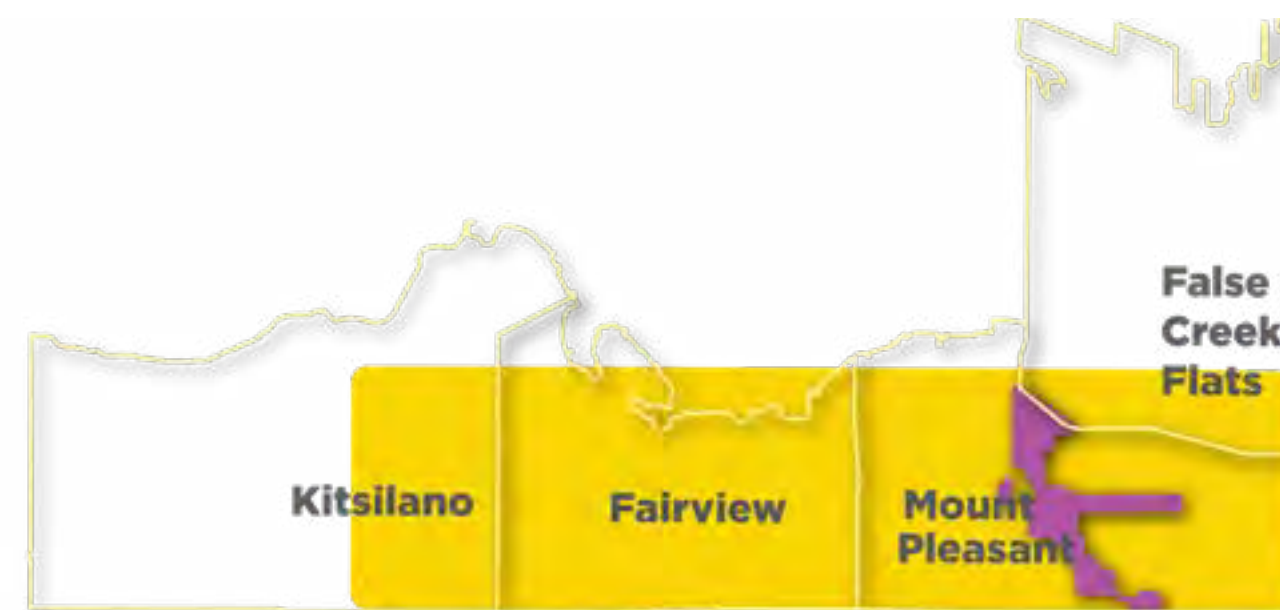 False
Creek
Flats
Kitsilano
Fairview
Mount
Pleasant